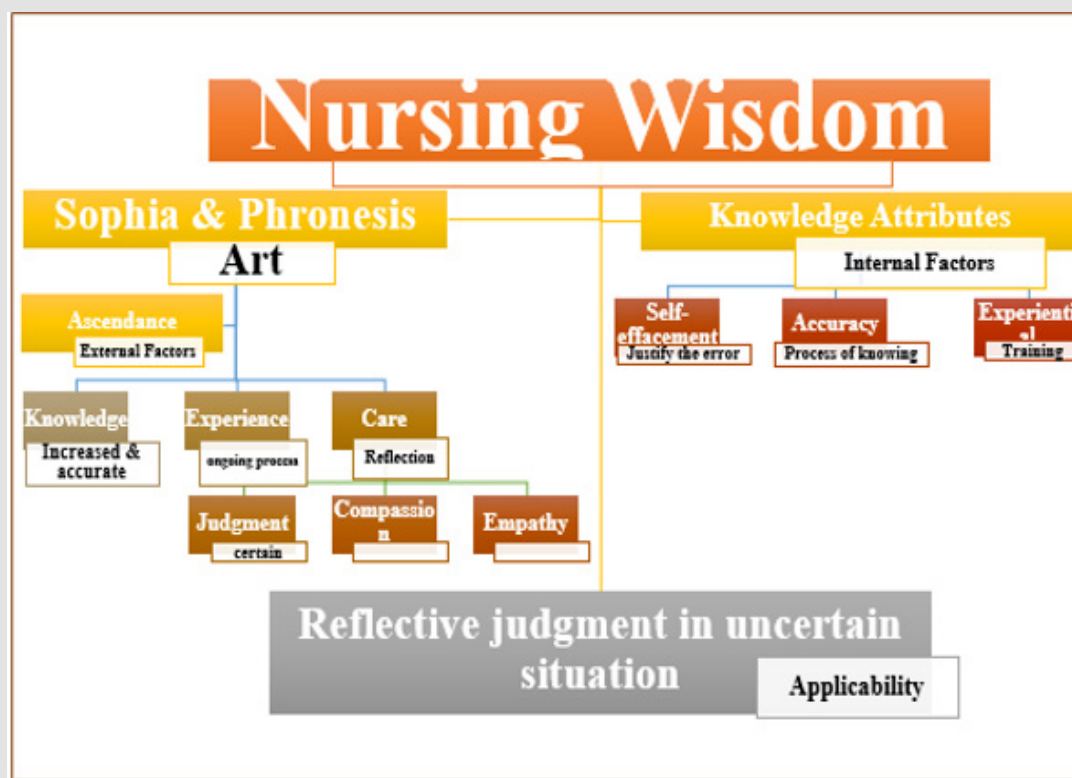 Nursing Wisdom
Sophia & Phronesis
Art
Knowledge Attributes
Internal Factors
Ascendance
External Factors
Self-
effacement
Justify the error
Accuracy
Process of knowing
Experienti
l
Training
Knowledge
Increased &
accurate
Experience
ongoing process
Care
Reflection
Judgment
certain
Compassio
n
Empathy
Reflective judgment in uncertain
situation
Applicability